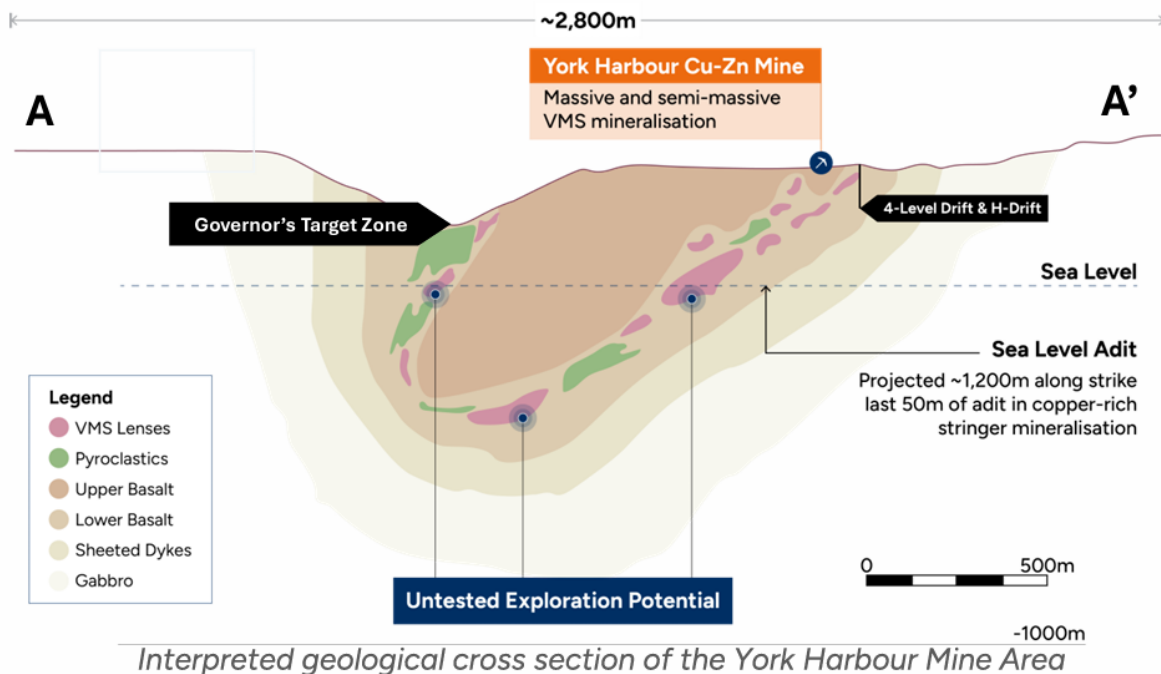 ~2,800m
A
A’
York Harbour Cu-Zn Mine
Massive and semi-massive
VMS mineralisation
Governor’s Target Zone
4-Level Drift & H-Drift
Sea Level
Sea Level Adit
Projected ~1,200m along strike
last 50m of adit in copper-rich
stringer mineralisation
Legend
VMS Lenses
Pyroclastics
Upper Basalt
Lower Basalt
Sheeted Dykes
Gabbro
Untested Exploration Potential
0 500m
-1000m
Interpreted geological cross section of the York Harbour Mine Area